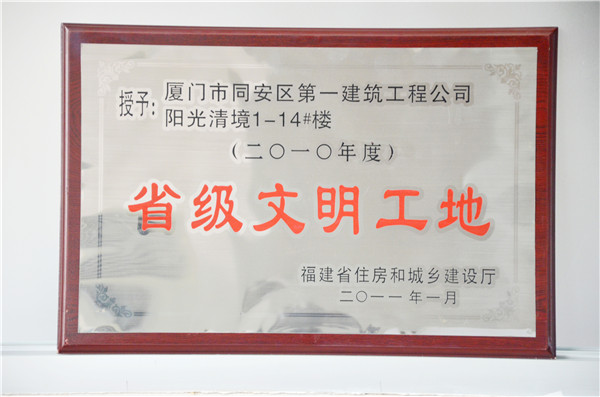 授予：厦门市同安区第一建筑工程公司
阳光清境1-14#楼
（二〇一〇年度）
省级文明工地
福建省住房和城乡建设厅
二〇一一年一月